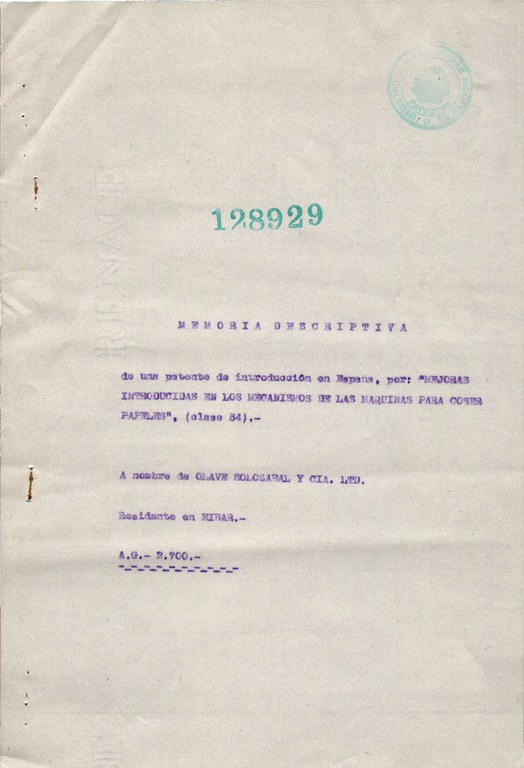 128929
MEMORIA DESCRIPTIVA
de una patente de introducción en España, por: "MEJORAS
INTRODUCIDAS EN LOS MECANISMOS DE LAS MAQUINAS PARA COSER
PAPELES", (clase 54).-
A nombre de OLAVE SOLOZABAL Y CIA. LTD.
Residente en EIBAR.-
A.G.- 2.700.-